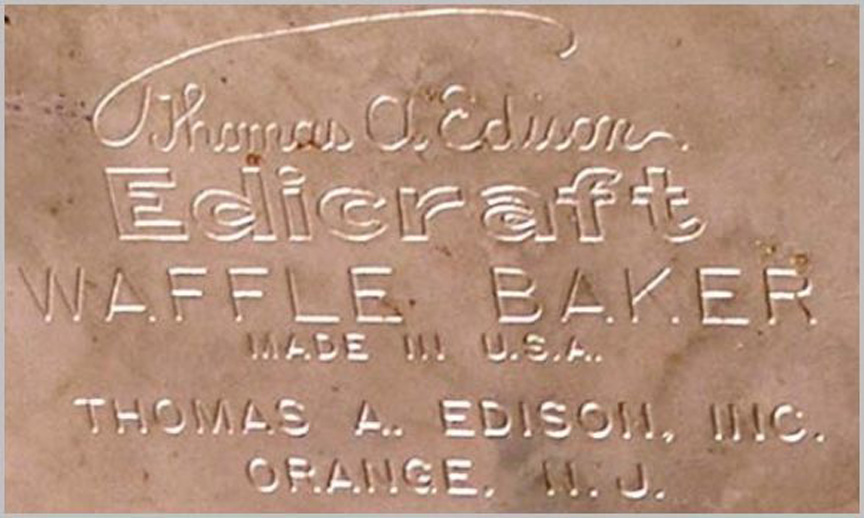 Thomas A. Edison.
Edicraft
WAFFLE BAKER
MADE IN U.S.A.
THOMAS A. EDISON, INC.
ORANGE, N. J.